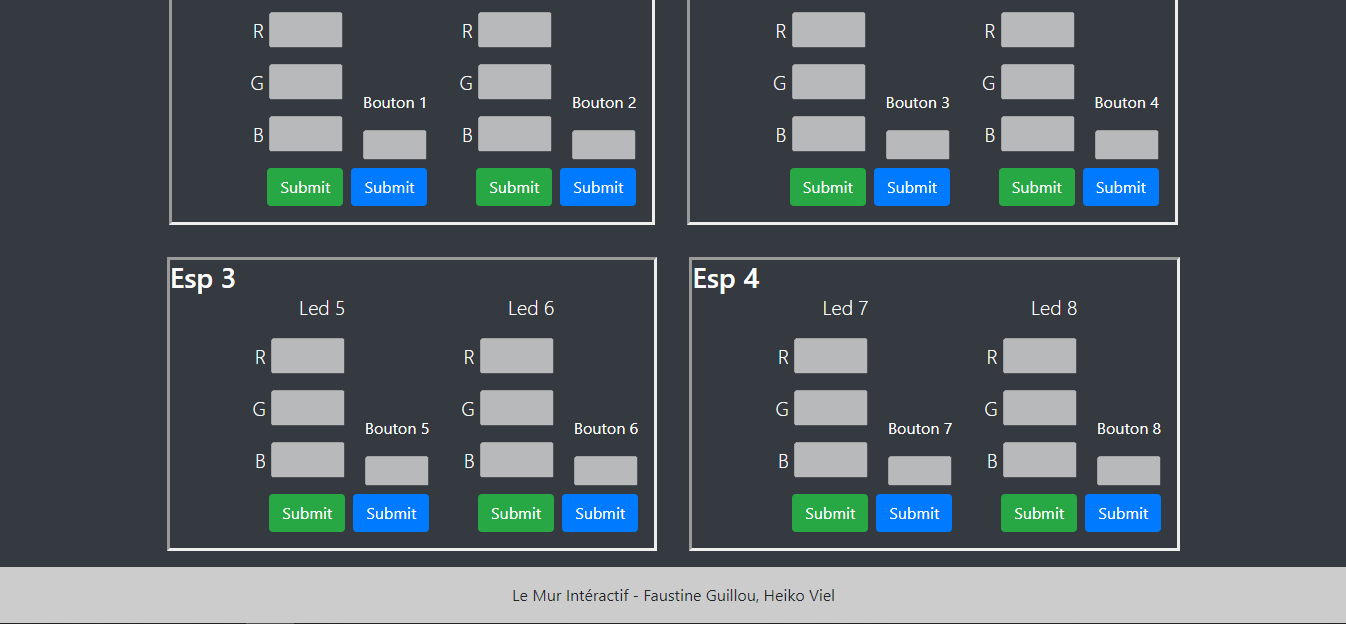 R R R R
G G G G
Bouton 1 Bouton 2 Bouton 3 Bouton 4
B B B B
Submit Submit Submit Submit Submit Submit Submit Submit
Esp 3 Esp 4
Led 5 Led 6 Led 7 Led 8
R R R R
G G G G
Bouton 5 Bouton 6 Bouton 7 Bouton 8
B B B B
Submit Submit Submit Submit Submit Submit Submit Submit
Le Mur Intéractif - Faustine Guillou, Heiko Viel